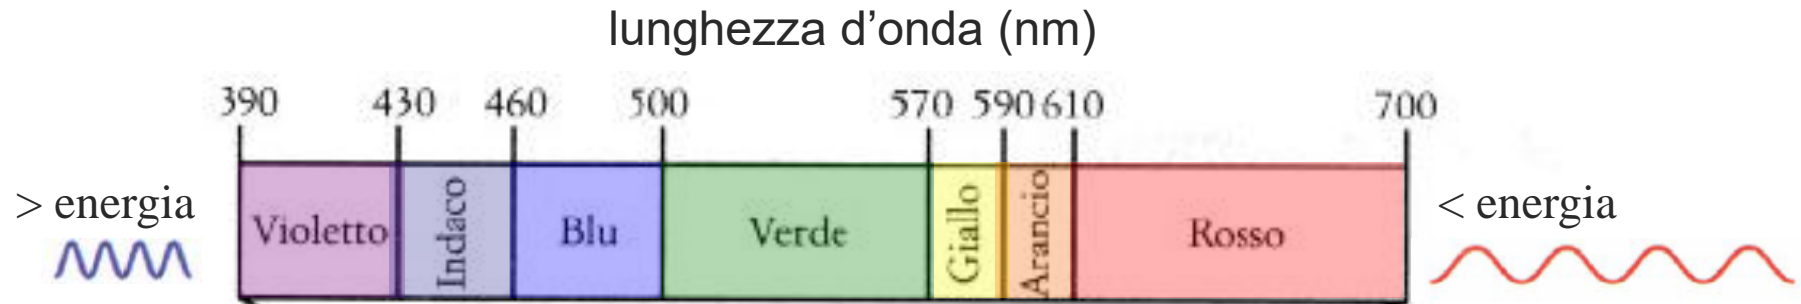 lunghezza d’onda (nm)
390 430 460 500 570 590 610 700
> energia Violetto Indaco Blu Verde Giallo Arancio Rosso < energia